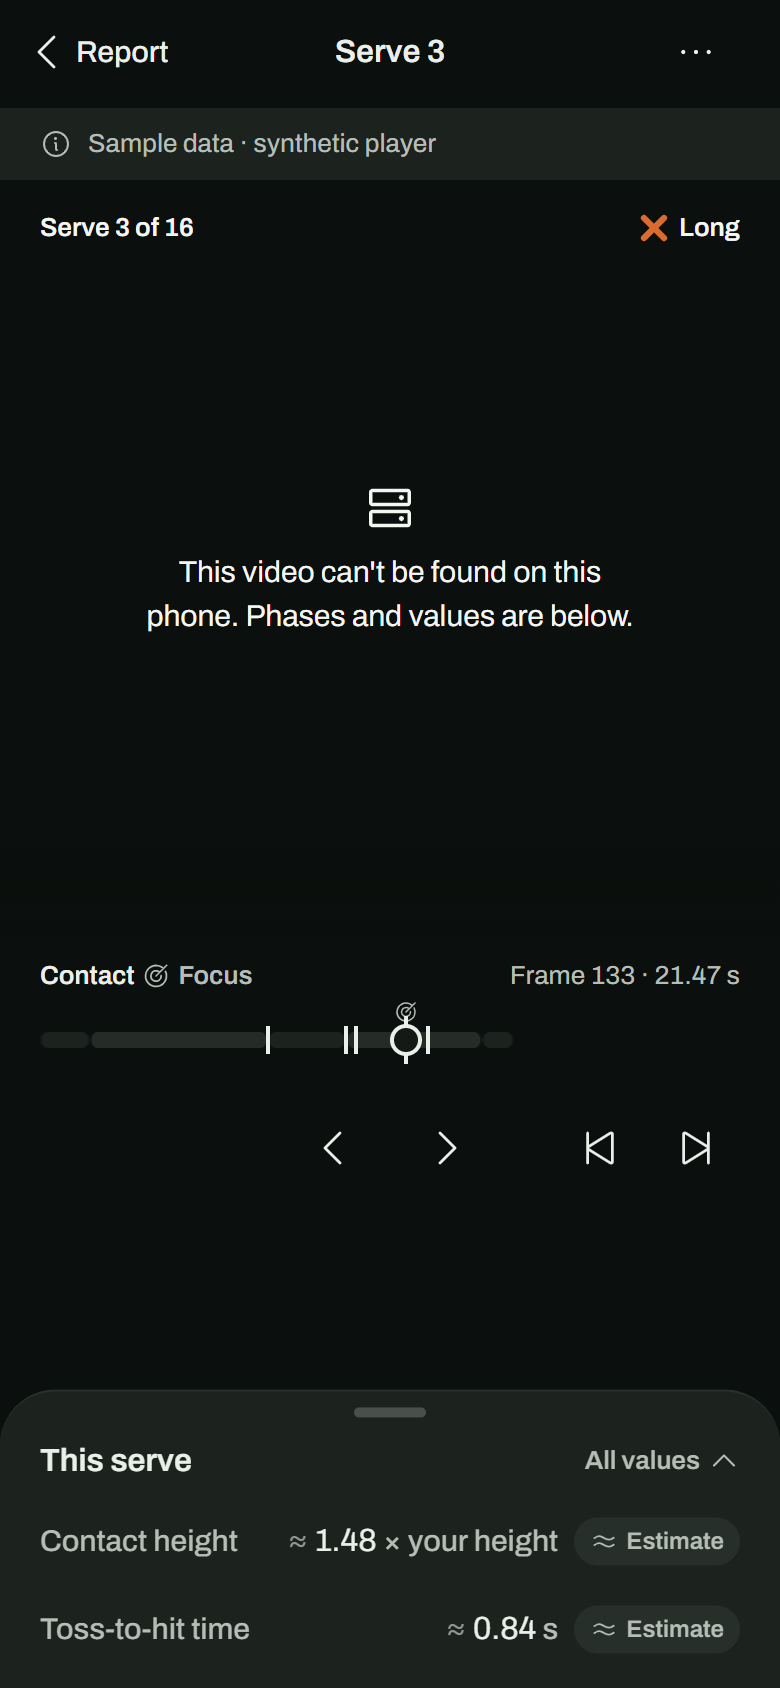 Report
Serve 3
Sample data · synthetic player
Serve 3 of 16
Long
This video can't be found on this
phone. Phases and values are below.
Contact Focus
Frame 133 · 21.47 s
This serve
All values
Contact height ≈ 1.48 × your height ≈ Estimate
Toss-to-hit time ≈ 0.84 s ≈ Estimate